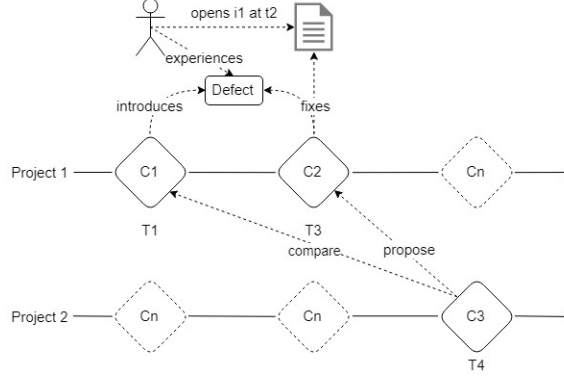 opens i1 at t2
experiences
Defect
introduces
fixes
Project 1
C1
C2
Cn
T1
T3
compare
propose
Project 2
Cn
Cn
C3
T4